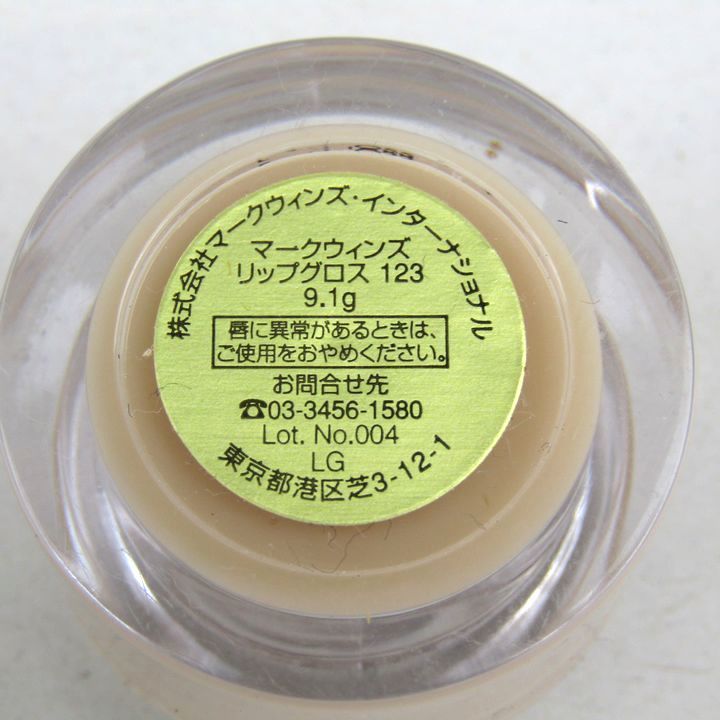 株式会社マークウィンズ・インターナショナル
マークウィンズ
リップグロス 123
9.1g
唇に異常があるときは、
ご使用をおやめください。
お問合せ先
☎03-3456-1580
Lot. No.004
LG
東京都港区芝3-12-1